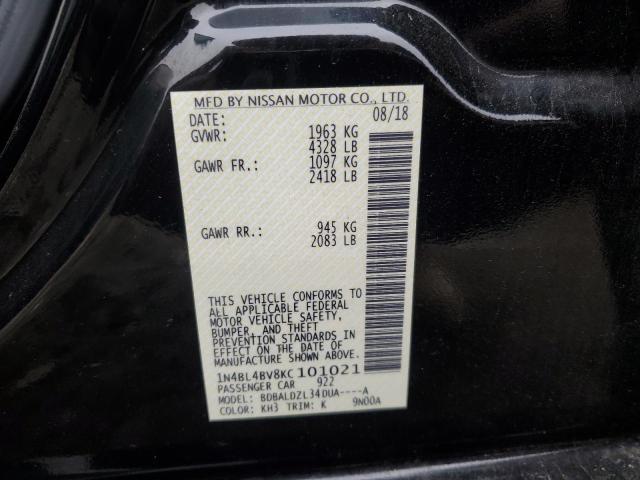 MFD BY NISSAN MOTOR CO., LTD.
DATE: 08/18
GVWR: 1963 KG
4328 LB
GAWR FR.: 1097 KG
2418 LB
GAWR RR.: 945 KG
2083 LB
THIS VEHICLE CONFORMS TO
ALL APPLICABLE FEDERAL
MOTOR VEHICLE SAFETY,
BUMPER, AND THEFT
PREVENTION STANDARDS IN
EFFECT ON THE DATE OF
MANUFACTURE SHOWN ABOVE.
1N4BL4BV8KC101021
PASSENGER CAR 922
MODEL: BDBALDZL34DUA----A
COLOR: KH3 TRIM: K 9N00A